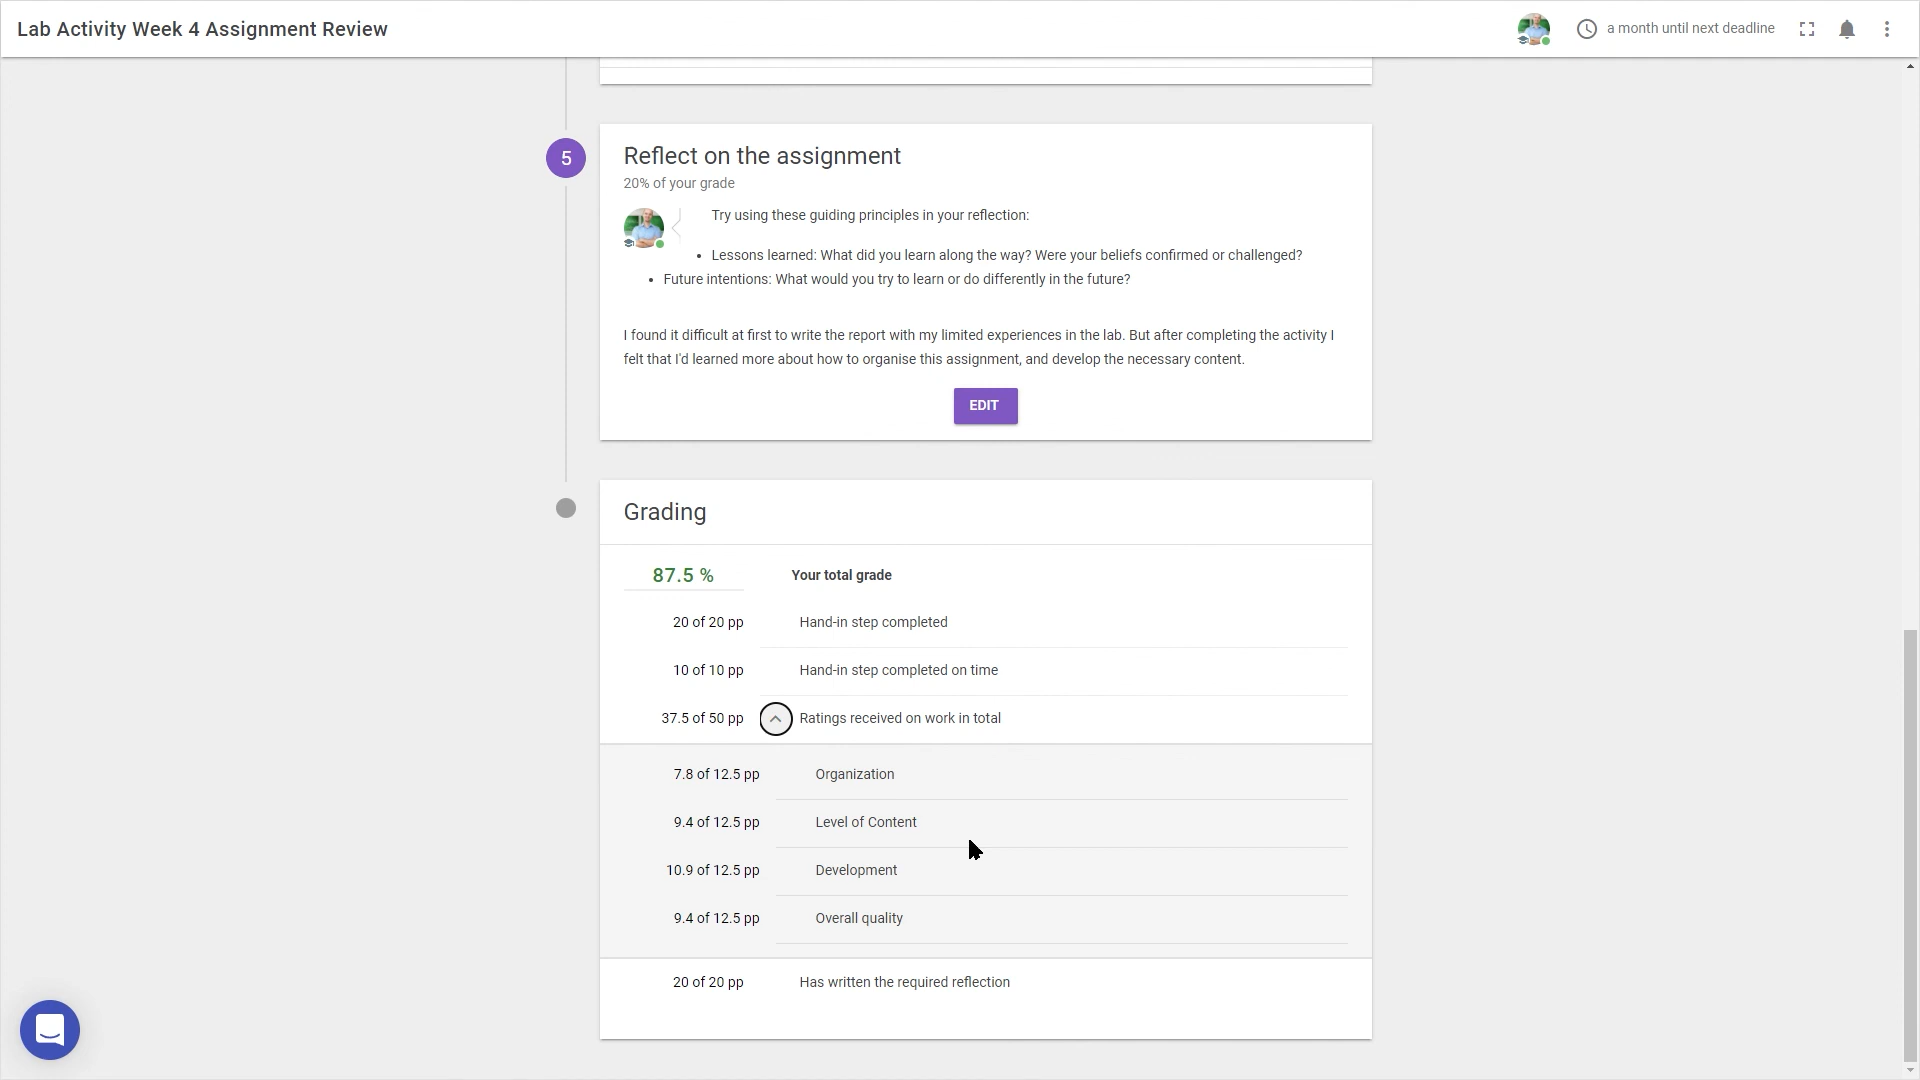 Lab Activity Week 4 Assignment Review
a month until next deadline
5
Reflect on the assignment
20% of your grade
Try using these guiding principles in your reflection:
• Lessons learned: What did you learn along the way? Were your beliefs confirmed or challenged?
• Future intentions: What would you try to learn or do differently in the future?
I found it difficult at first to write the report with my limited experiences in the lab. But after completing the activity I
felt that I'd learned more about how to organise this assignment, and develop the necessary content.
EDIT
Grading
87.5 % Your total grade
20 of 20 pp Hand-in step completed
10 of 10 pp Hand-in step completed on time
37.5 of 50 pp Ratings received on work in total
7.8 of 12.5 pp Organization
9.4 of 12.5 pp Level of Content
10.9 of 12.5 pp Development
9.4 of 12.5 pp Overall quality
20 of 20 pp Has written the required reflection